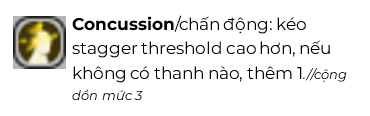 Concussion/chấn động: kéo
stagger threshold cao hơn, nếu
không có thanh nào, thêm 1.//cộng
dồn mức 3